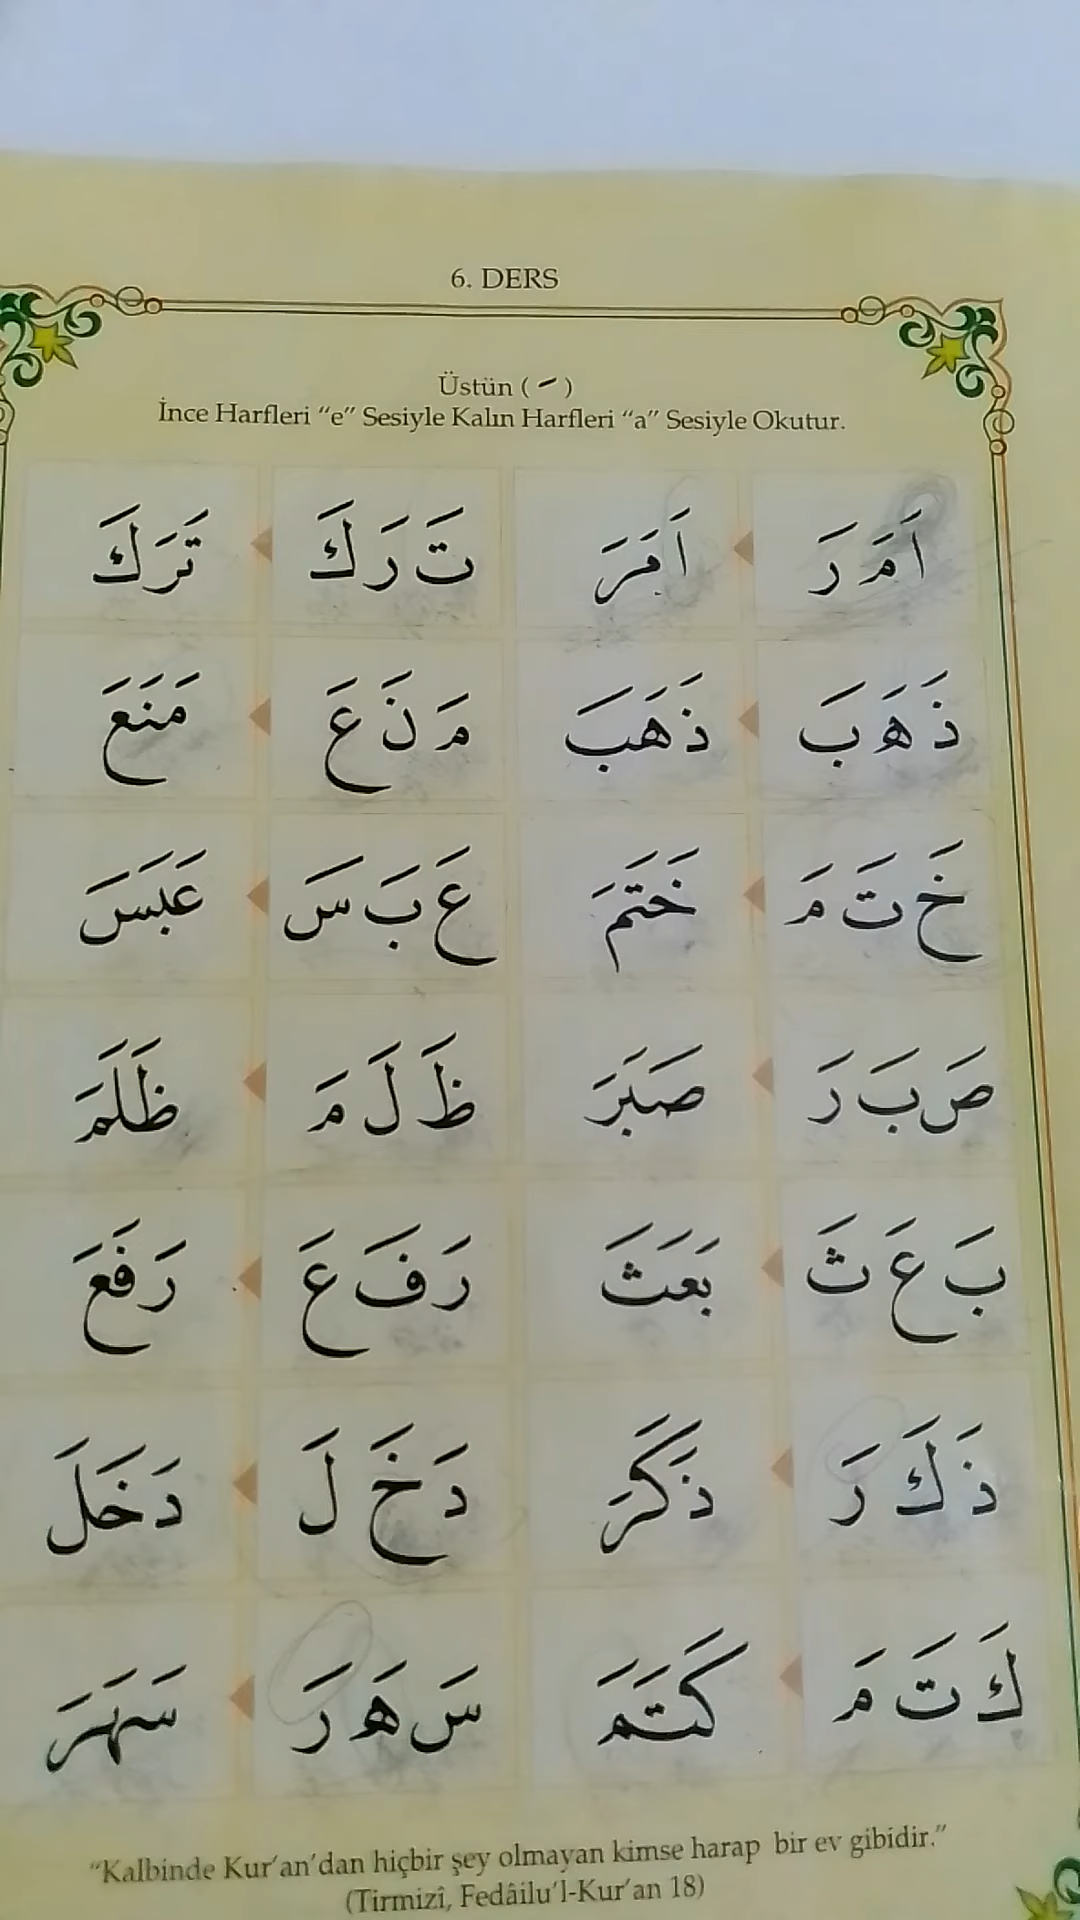 6. DERS
Üstün ( ـَ )
İnce Harfleri “e” Sesiyle Kalın Harfleri “a” Sesiyle Okutur.
اَ مَ رَ اَمَرَ تَ رَ كَ تَرَكَ
ذَ هَ بَ ذَهَبَ مَ نَ عَ مَنَعَ
خَ تَ مَ خَتَمَ عَ بَ سَ عَبَسَ
صَ بَ رَ صَبَرَ ظَ لَ مَ ظَلَمَ
بَ عَ ثَ بَعَثَ رَ فَ عَ رَفَعَ
ذَ كَ رَ ذَكَرَ دَ خَ لَ دَخَلَ
كَ تَ مَ كَتَمَ سَ هَ رَ سَهَرَ
“Kalbinde Kur’an’dan hiçbir şey olmayan kimse harap bir ev gibidir.”
(Tirmizî, Fedâilu’l-Kur’an 18)